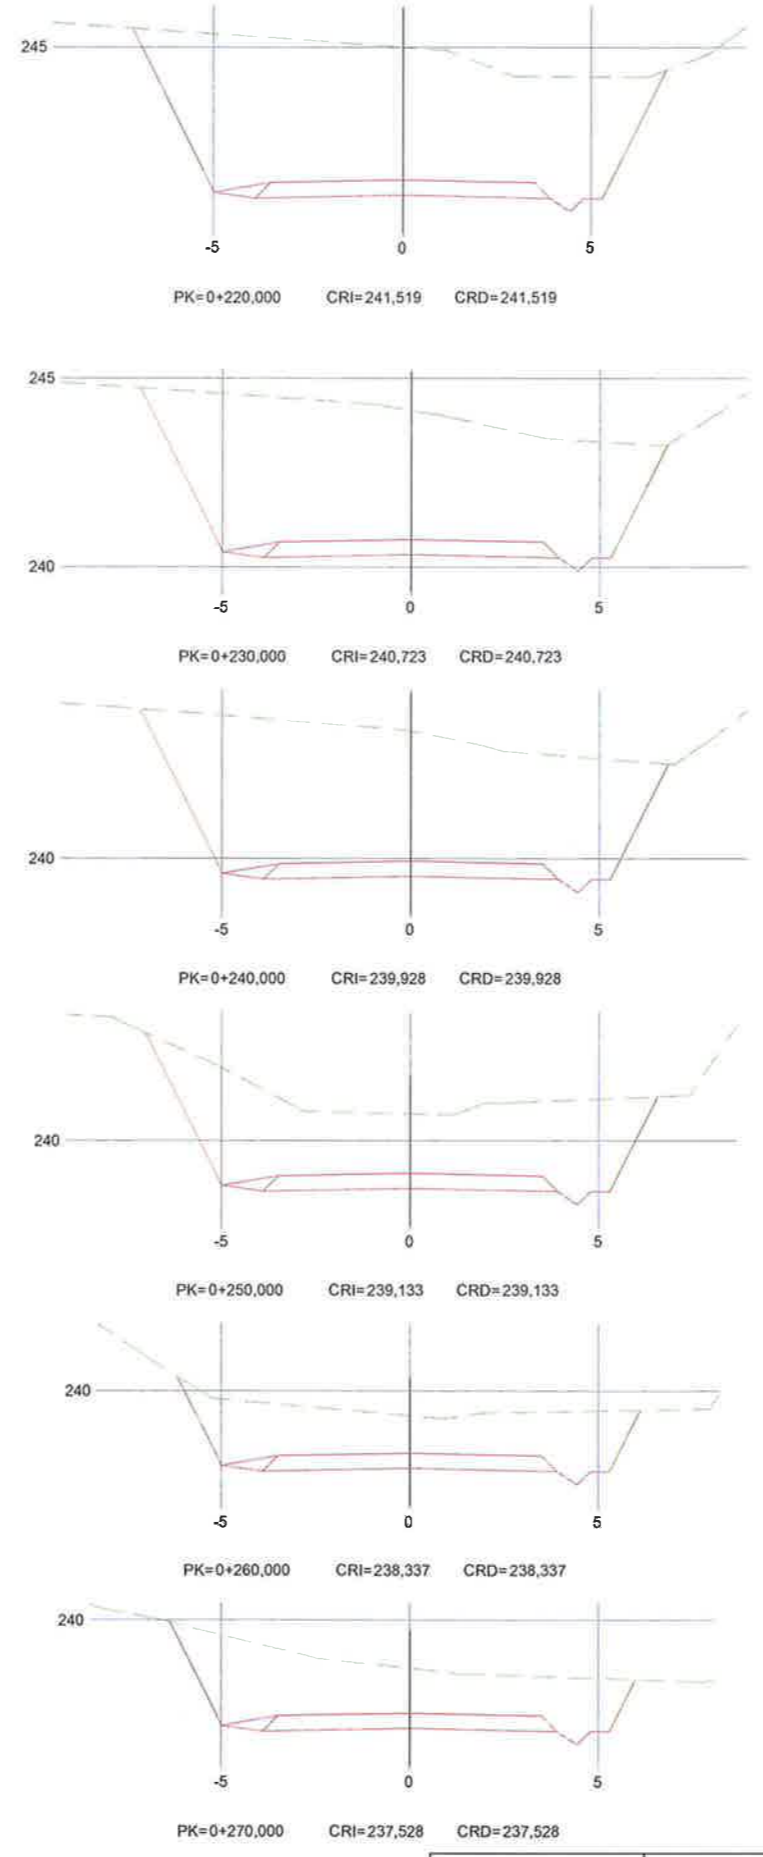 245
-5 0 5
PK=0+220,000 CRI=241,519 CRD=241,519
245
240
-5 0 5
PK=0+230,000 CRI=240,723 CRD=240,723
240
-5 0 5
PK=0+240,000 CRI=239,928 CRD=239,928
240
-5 0 5
PK=0+250,000 CRI=239,133 CRD=239,133
240
-5 0 5
PK=0+260,000 CRI=238,337 CRD=238,337
240
-5 0 5
PK=0+270,000 CRI=237,528 CRD=237,528